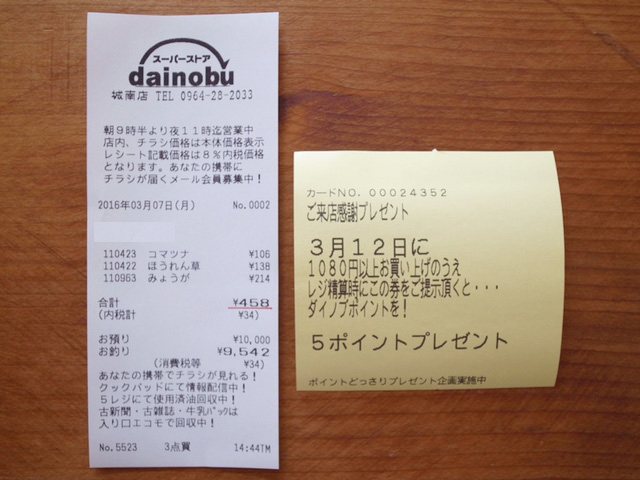 スーパーストア
dainobu
城南店 TEL 0964-28-2033
朝9時半より夜11時迄営業中
店内、チラシ価格は本体価格表示
レシート記載価格は8%内税価格
となります。あなたの携帯に
チラシが届くメール会員募集中!
2016年03月07日(月) No.0002
110423 コマツナ ¥106
110422 ほうれん草 ¥138
110963 みょうが ¥214
合計 ¥458
(内税計 ¥34)
お預り ¥10,000
お釣り ¥9,542
(消費税等 ¥34)
あなたの携帯でチラシが見れる!
クックパッドにて情報配信中!
5レジにて使用済油回収中!
古新聞・古雑誌・牛乳パックは
入り口エコモで回収中!
No.5523 3点買 14:44TM
カードNO. 00024352
ご来店感謝プレゼント
3月12日に
1080円以上お買い上げのうえ
レジ精算時にこの券をご提示頂くと・・・
ダイノブポイントを!
5ポイントプレゼント
ポイントどっさりプレゼント企画実施中